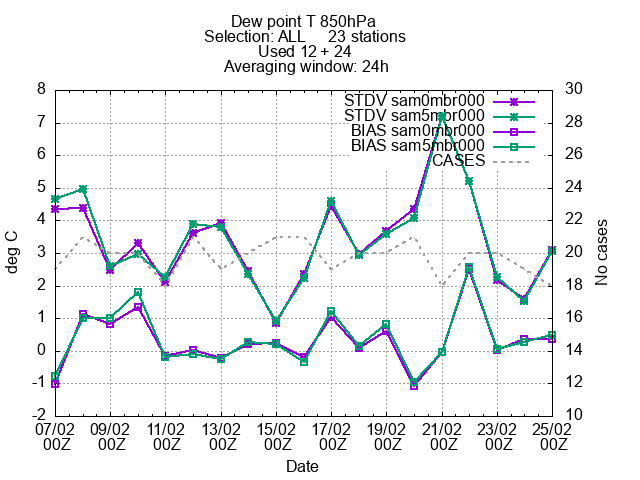 Dew point T 850hPa
Selection: ALL     23 stations
Used 12 + 24
Averaging window: 24h
STDV sam0mbr000
STDV sam5mbr000
BIAS sam0mbr000
BIAS sam5mbr000
CASES
deg C
8
7
6
5
4
3
2
1
0
-1
-2
No cases
30
28
26
24
22
20
18
16
14
12
10
07/02 09/02 11/02 13/02 15/02 17/02 19/02 21/02 23/02 25/02
00Z 00Z 00Z 00Z 00Z 00Z 00Z 00Z 00Z 00Z
Date